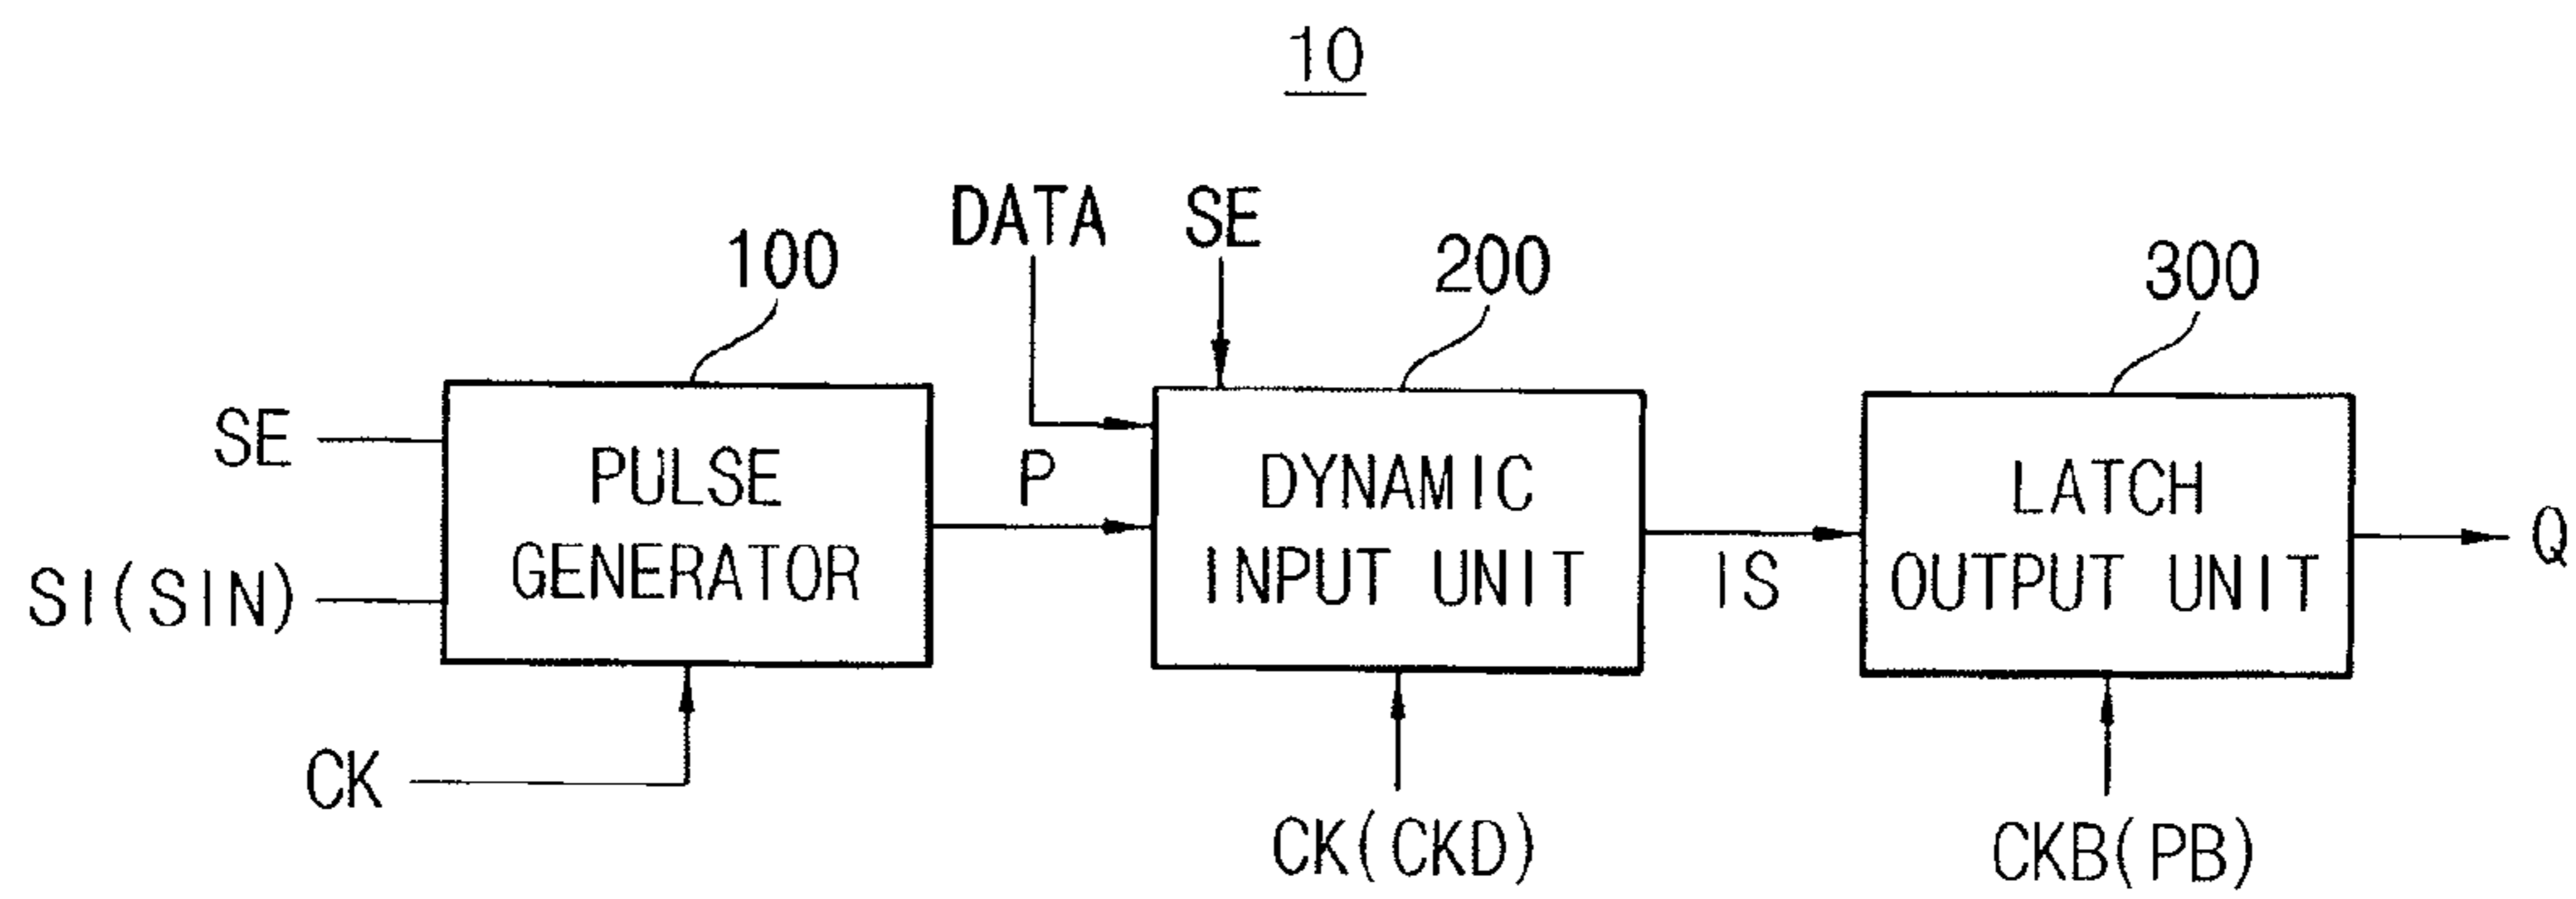 10
DATA
SE
100
200
300
SE
PULSE
GENERATOR
P
DYNAMIC
INPUT UNIT
LATCH
OUTPUT UNIT
IS
Q
SI(SIN)
CK
CK(CKD)
CKB(PB)